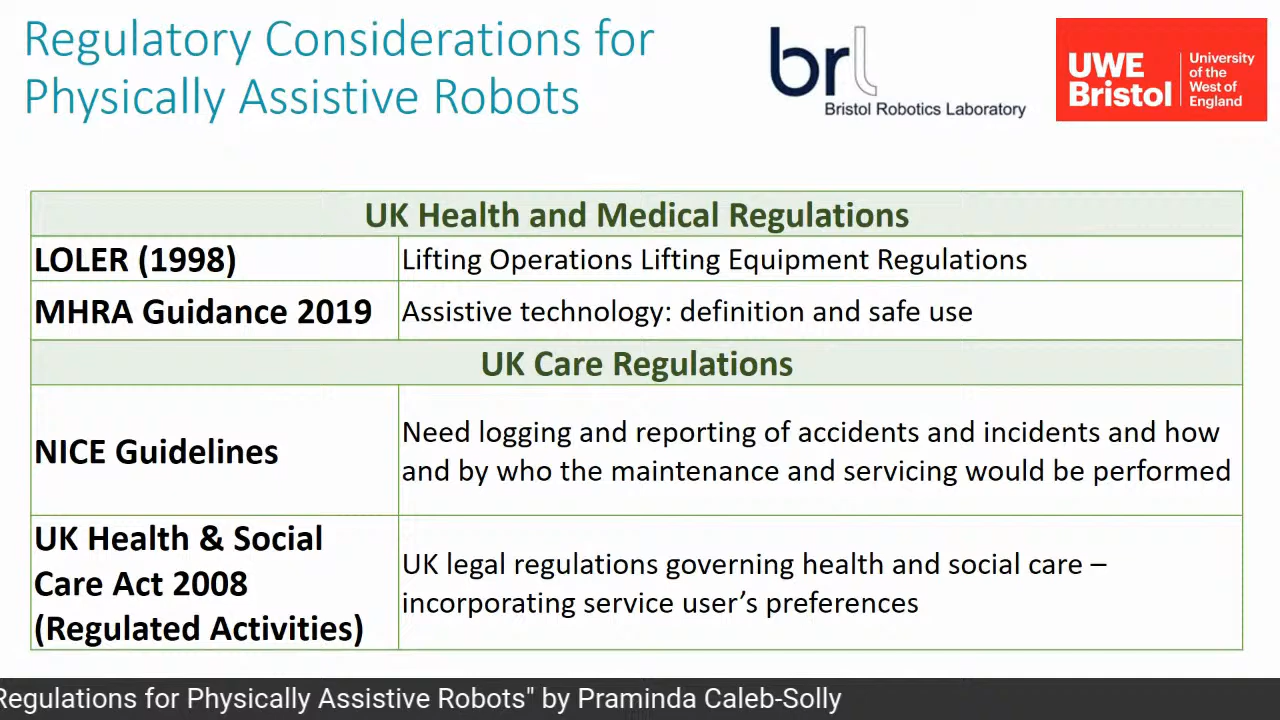 Regulatory Considerations for
Physically Assistive Robots
brl
Bristol Robotics Laboratory
UWE
Bristol
University
of the
West of
England
UK Health and Medical Regulations
LOLER (1998)
Lifting Operations Lifting Equipment Regulations
MHRA Guidance 2019
Assistive technology: definition and safe use
UK Care Regulations
NICE Guidelines
Need logging and reporting of accidents and incidents and how
and by who the maintenance and servicing would be performed
UK Health & Social
Care Act 2008
(Regulated Activities)
UK legal regulations governing health and social care –
incorporating service user’s preferences
Regulations for Physically Assistive Robots" by Praminda Caleb-Solly